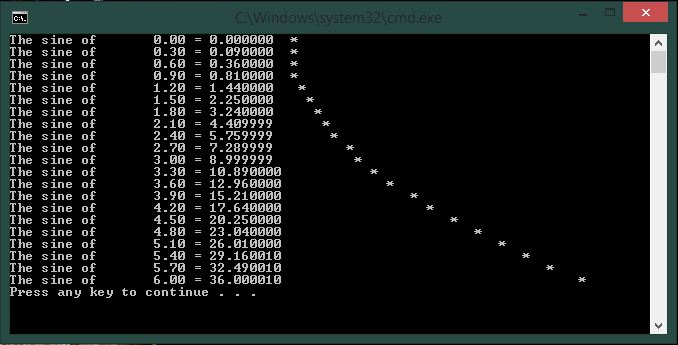 C:\Windows\system32\cmd.exe
The sine of       0.00 = 0.000000  *
The sine of       0.30 = 0.090000  *
The sine of       0.60 = 0.360000  *
The sine of       0.90 = 0.810000  *
The sine of       1.20 = 1.440000   *
The sine of       1.50 = 2.250000    *
The sine of       1.80 = 3.240000     *
The sine of       2.10 = 4.409999      *
The sine of       2.40 = 5.759999       *
The sine of       2.70 = 7.289999         *
The sine of       3.00 = 8.999999          *
The sine of       3.30 = 10.890000           *
The sine of       3.60 = 12.960000             *
The sine of       3.90 = 15.210000                *
The sine of       4.20 = 17.640000                  *
The sine of       4.50 = 20.250000                     *
The sine of       4.80 = 23.040000                        *
The sine of       5.10 = 26.010000                           *
The sine of       5.40 = 29.160010                              *
The sine of       5.70 = 32.490010                                 *
The sine of       6.00 = 36.000010                                     *
Press any key to continue . . .